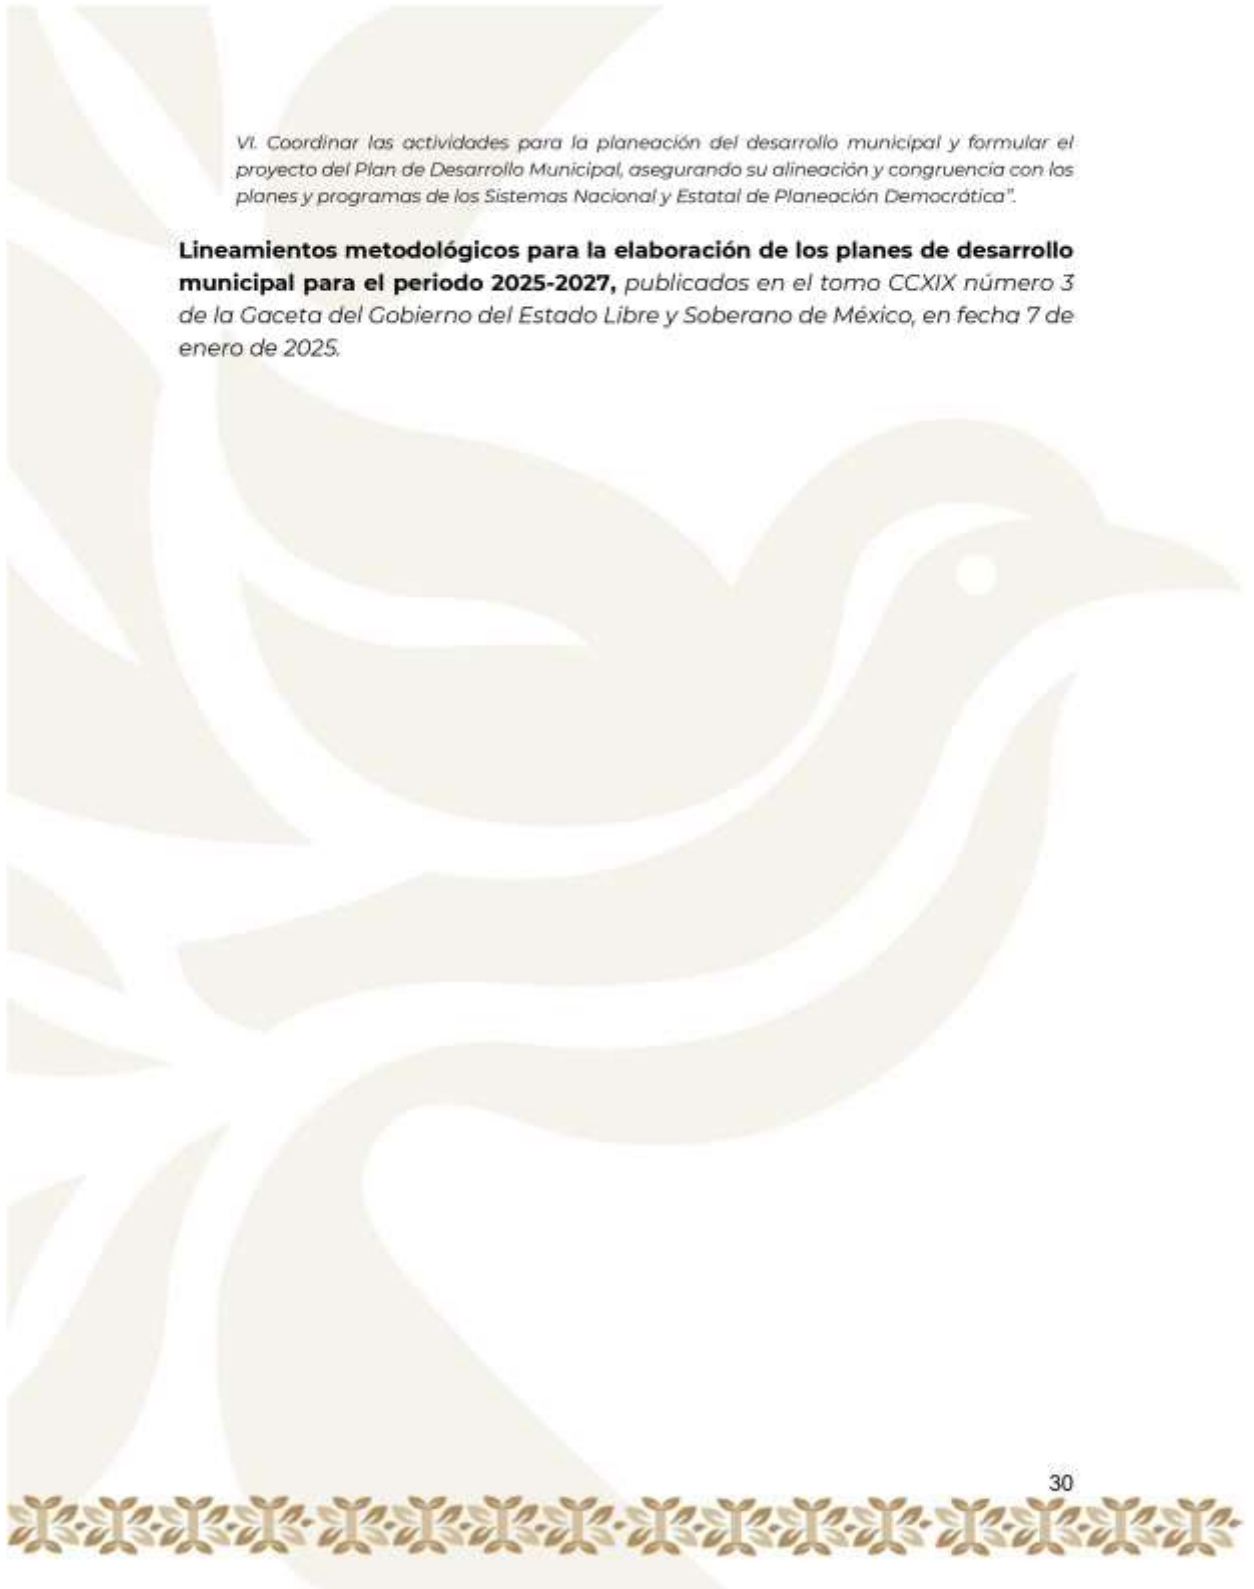 VI. Coordinar las actividades para la planeación del desarrollo municipal y formular el
proyecto del Plan de Desarrollo Municipal, asegurando su alineación y congruencia con los
planes y programas de los Sistemas Nacional y Estatal de Planeación Democrática”.
Lineamientos metodológicos para la elaboración de los planes de desarrollo
municipal para el periodo 2025-2027, publicados en el tomo CCXIX número 3
de la Gaceta del Gobierno del Estado Libre y Soberano de México, en fecha 7 de
enero de 2025.
30